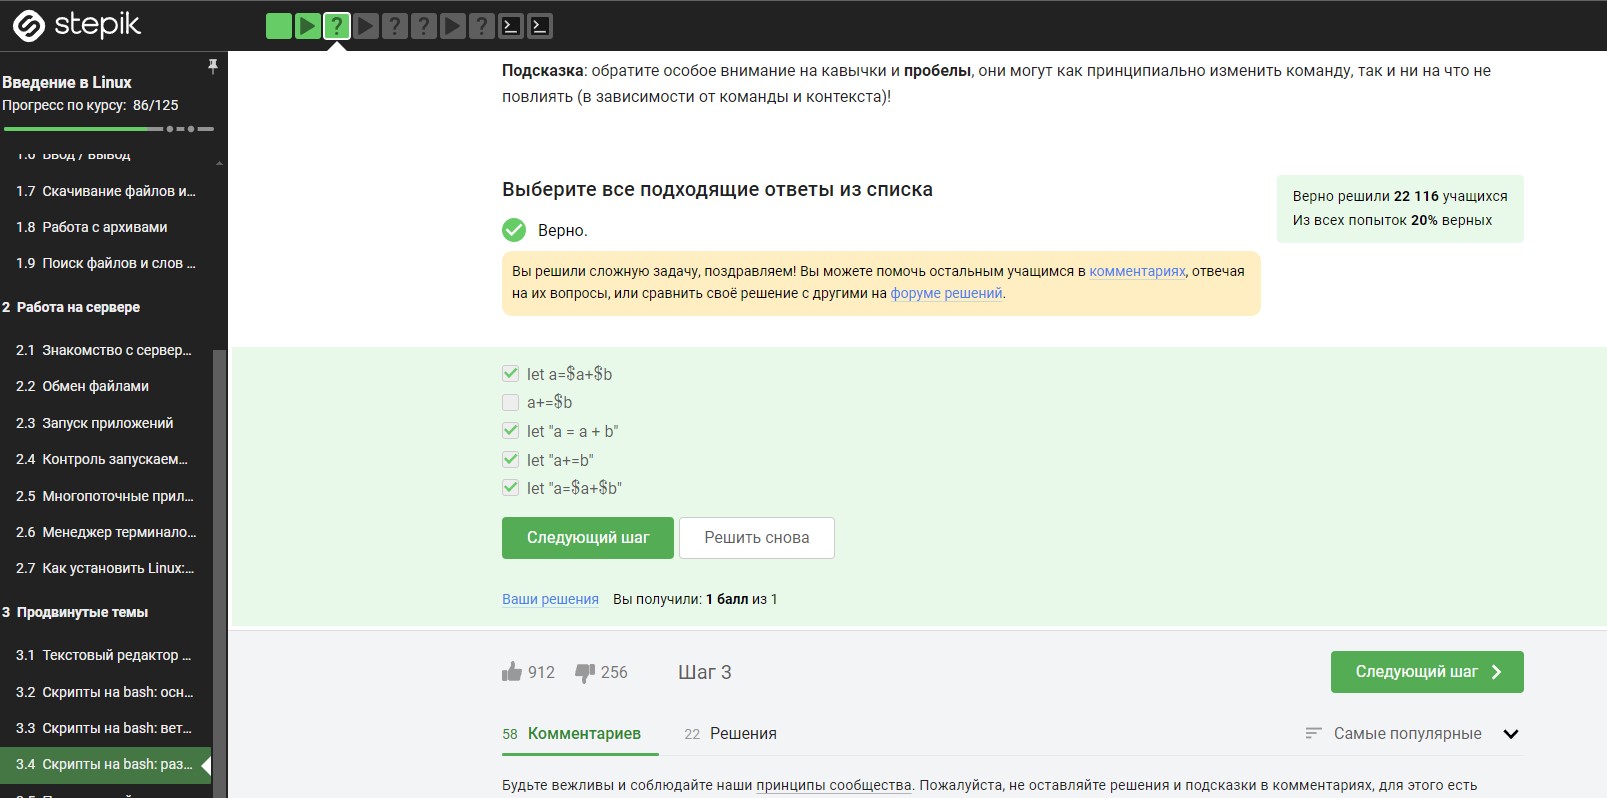 stepik
Введение в Linux
Прогресс по курсу: 86/125
1.6 Ввод / вывод
1.7 Скачивание файлов и...
1.8 Работа с архивами
1.9 Поиск файлов и слов ...
2 Работа на сервере
2.1 Знакомство с сервер...
2.2 Обмен файлами
2.3 Запуск приложений
2.4 Контроль запускаем...
2.5 Многопоточные прил...
2.6 Менеджер терминало...
2.7 Как установить Linux:...
3 Продвинутые темы
3.1 Текстовый редактор ...
3.2 Скрипты на bash: осн...
3.3 Скрипты на bash: вет...
3.4 Скрипты на bash: раз...
Подсказка: обратите особое внимание на кавычки и пробелы, они могут как принципиально изменить команду, так и ни на что не
повлиять (в зависимости от команды и контекста)!
Выберите все подходящие ответы из списка
Верно.
Верно решили 22 116 учащихся
Из всех попыток 20% верных
Вы решили сложную задачу, поздравляем! Вы можете помочь остальным учащимся в комментариях, отвечая
на их вопросы, или сравнить своё решение с другими на форуме решений.
let a=$a+$b
a+=$b
let "a = a + b"
let "a+=b"
let "a=$a+$b"
Следующий шаг Решить снова
Ваши решения Вы получили: 1 балл из 1
912 256 Шаг 3 Следующий шаг
58 Комментариев 22 Решения Самые популярные
Будьте вежливы и соблюдайте наши принципы сообщества. Пожалуйста, не оставляйте решения и подсказки в комментариях, для этого есть